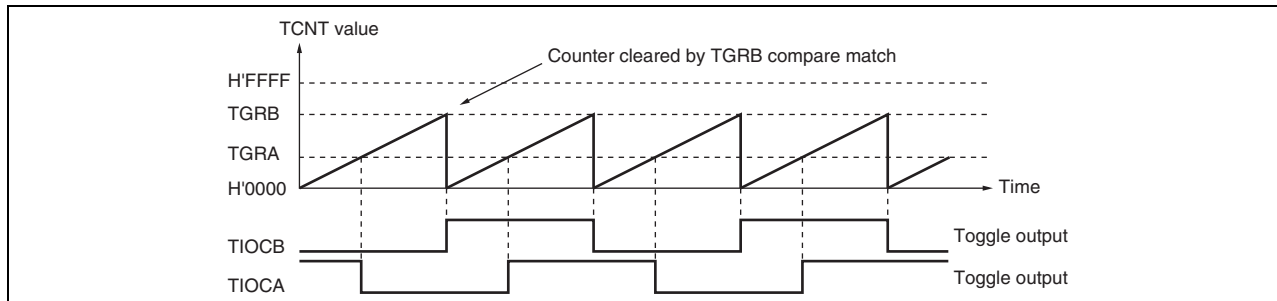 TCNT value
Counter cleared by TGRB compare match
H'FFFF
TGRB
TGRA
H'0000
Time
TIOCB
Toggle output
TIOCA
Toggle output